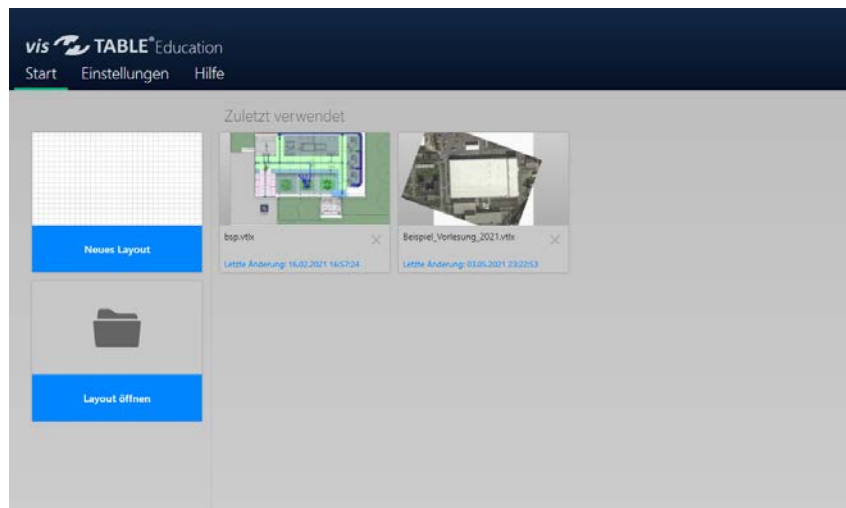 vis TABLE®Education
Start Einstellungen Hilfe
Zuletzt verwendet
bsp.vtlx
Letzte Änderung: 16.02.2021 16:57:24
Beispiel_Vorlesung_2021.vtlx
Letzte Änderung: 03.05.2021 23:22:53
Neues Layout
Layout öffnen